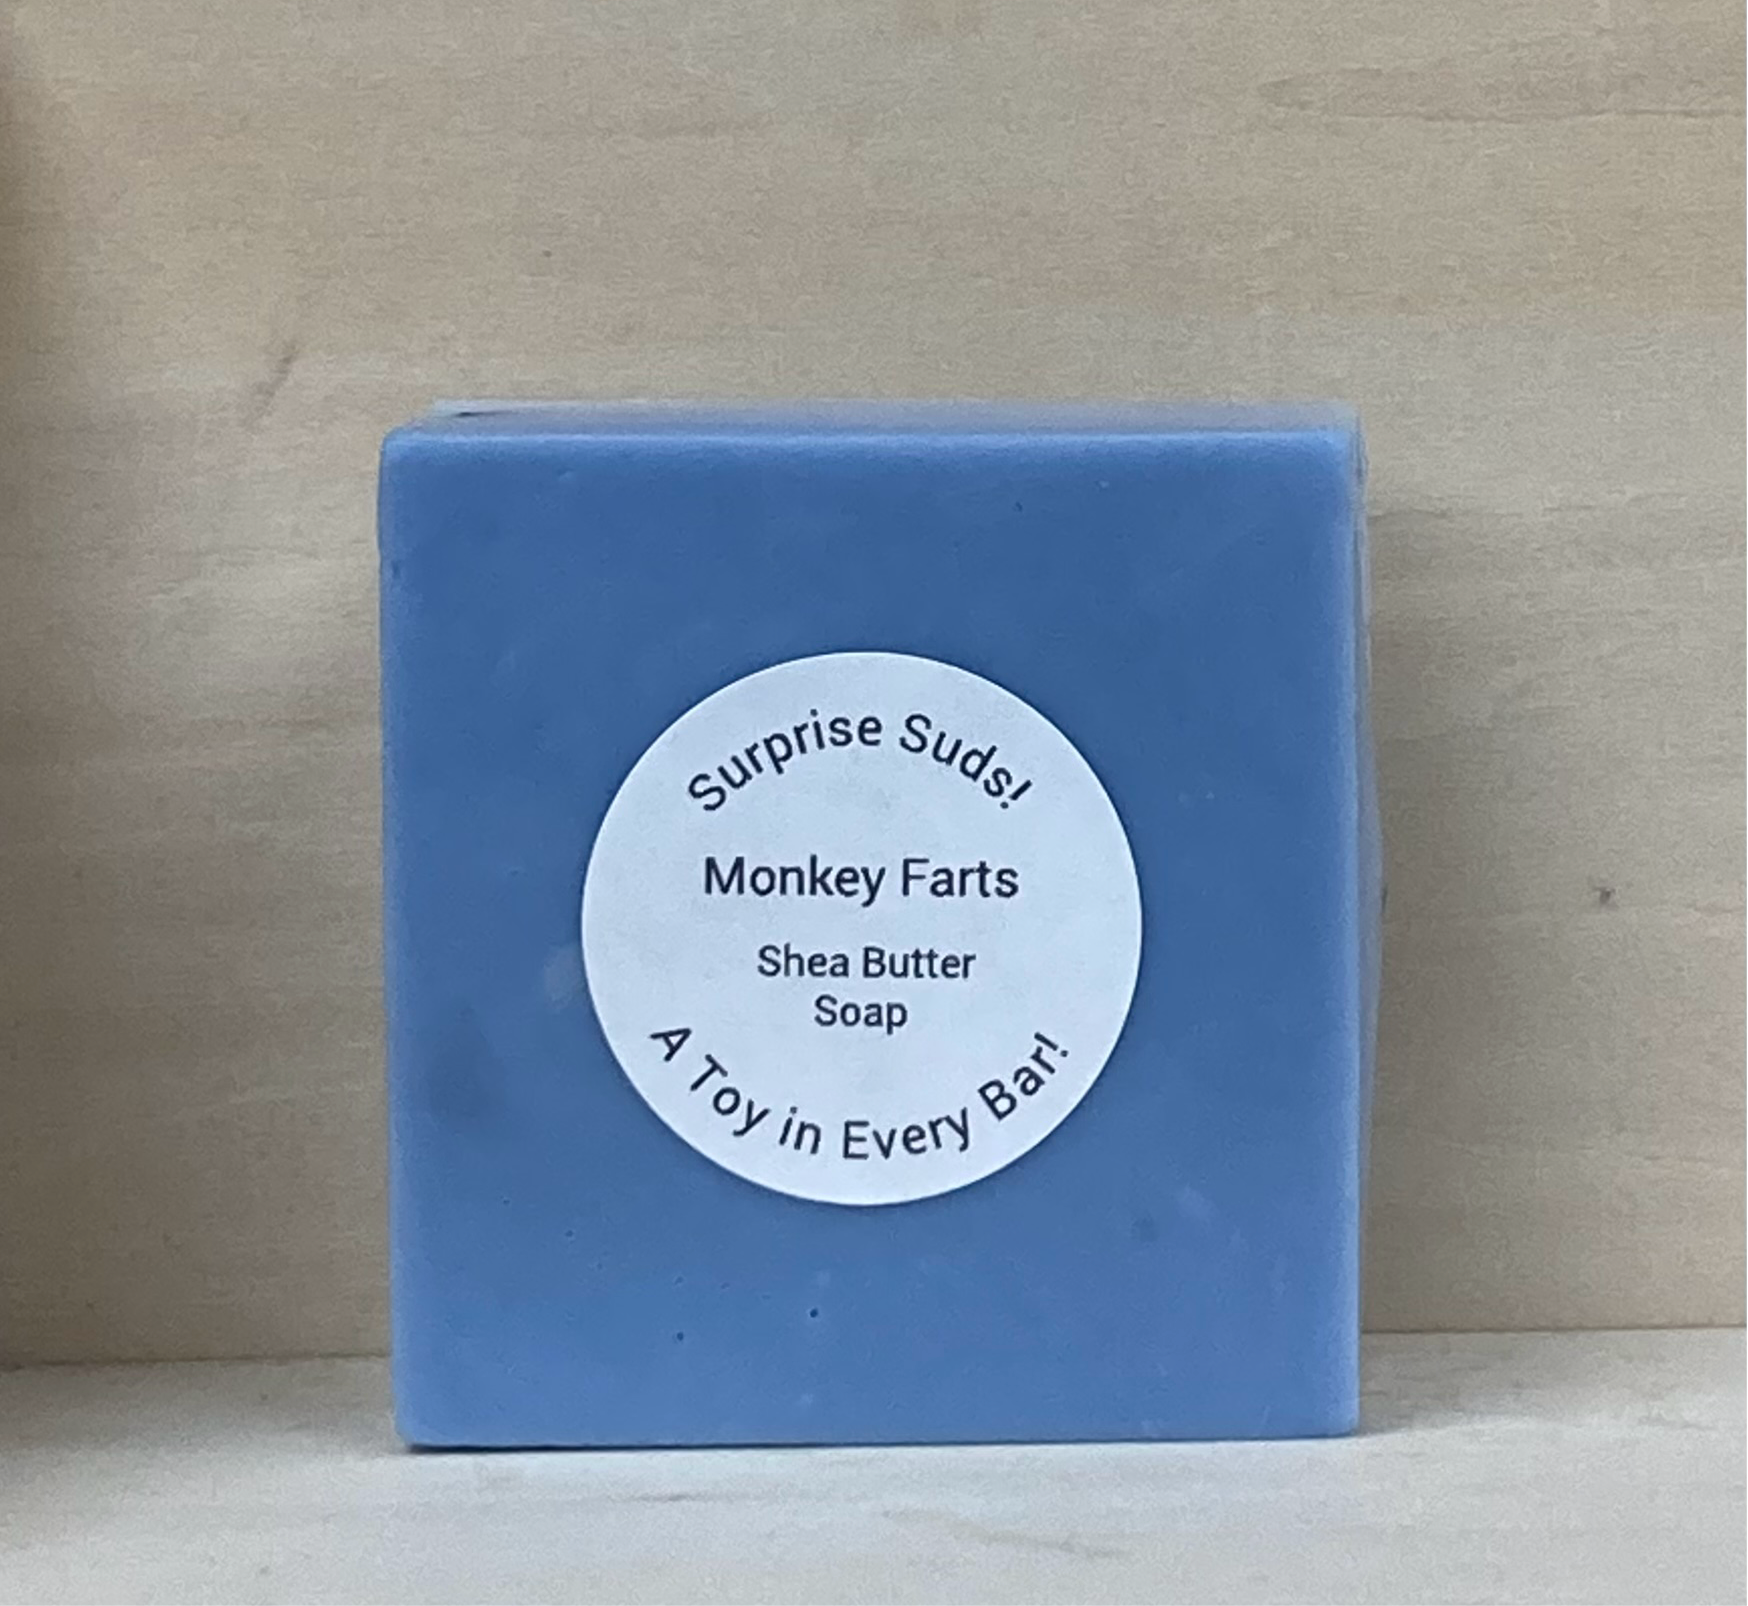 Surprise Suds!
Monkey Farts
Shea Butter
Soap
A Toy in Every Bar!